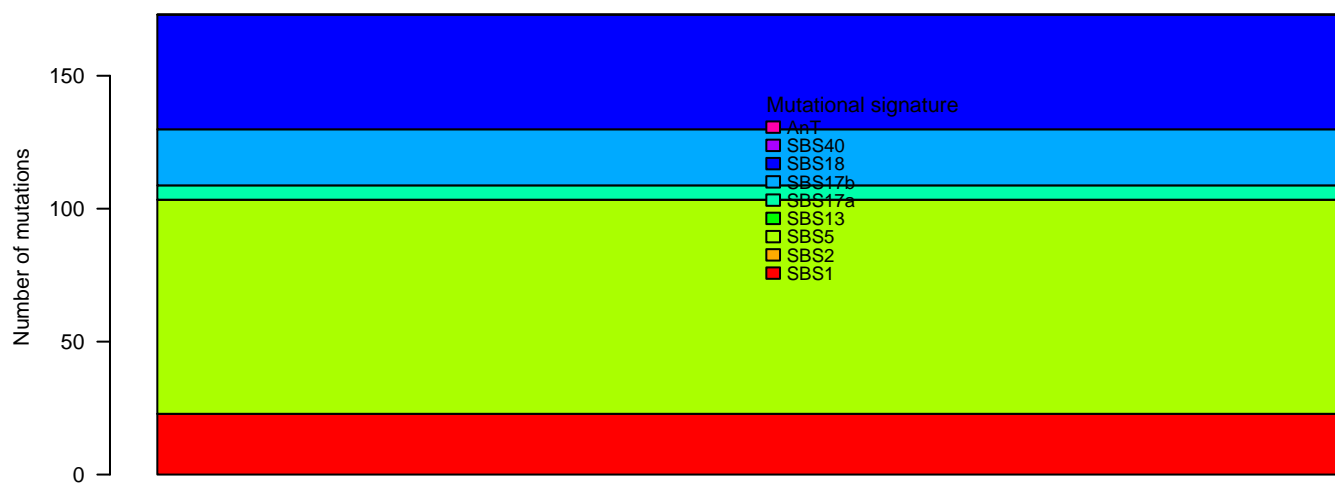 150
100
50
0
Number of mutations
Mutational signature
AnT
SBS40
SBS18
SBS17b
SBS17a
SBS13
SBS5
SBS2
SBS1